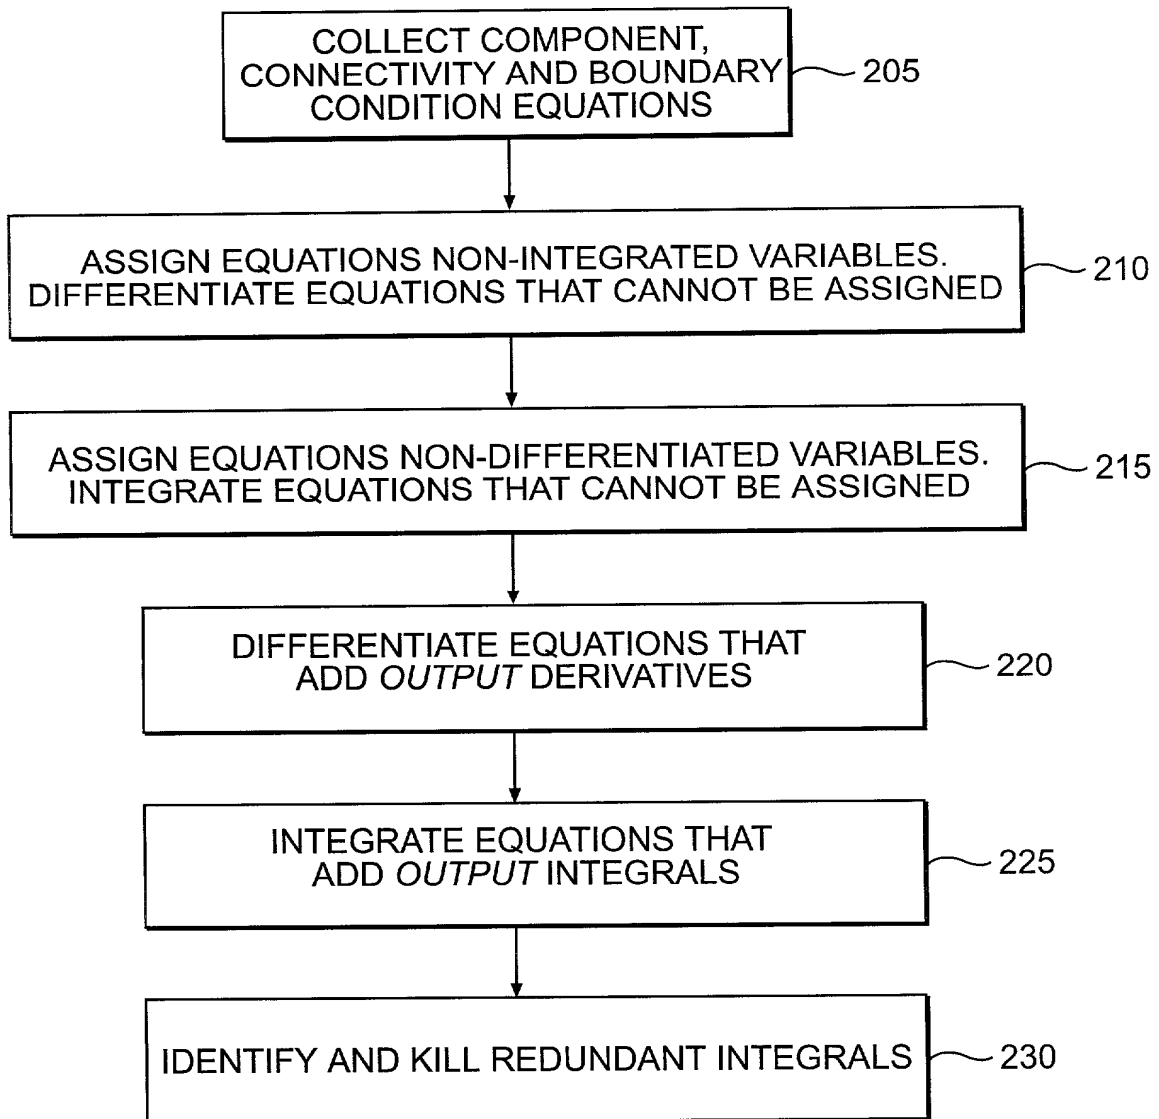 COLLECT COMPONENT,
CONNECTIVITY AND BOUNDARY
CONDITION EQUATIONS
205
ASSIGN EQUATIONS NON-INTEGRATED VARIABLES.
DIFFERENTIATE EQUATIONS THAT CANNOT BE ASSIGNED
210
ASSIGN EQUATIONS NON-DIFFERENTIATED VARIABLES.
INTEGRATE EQUATIONS THAT CANNOT BE ASSIGNED
215
DIFFERENTIATE EQUATIONS THAT
ADD OUTPUT DERIVATIVES
220
INTEGRATE EQUATIONS THAT
ADD OUTPUT INTEGRALS
225
IDENTIFY AND KILL REDUNDANT INTEGRALS
230